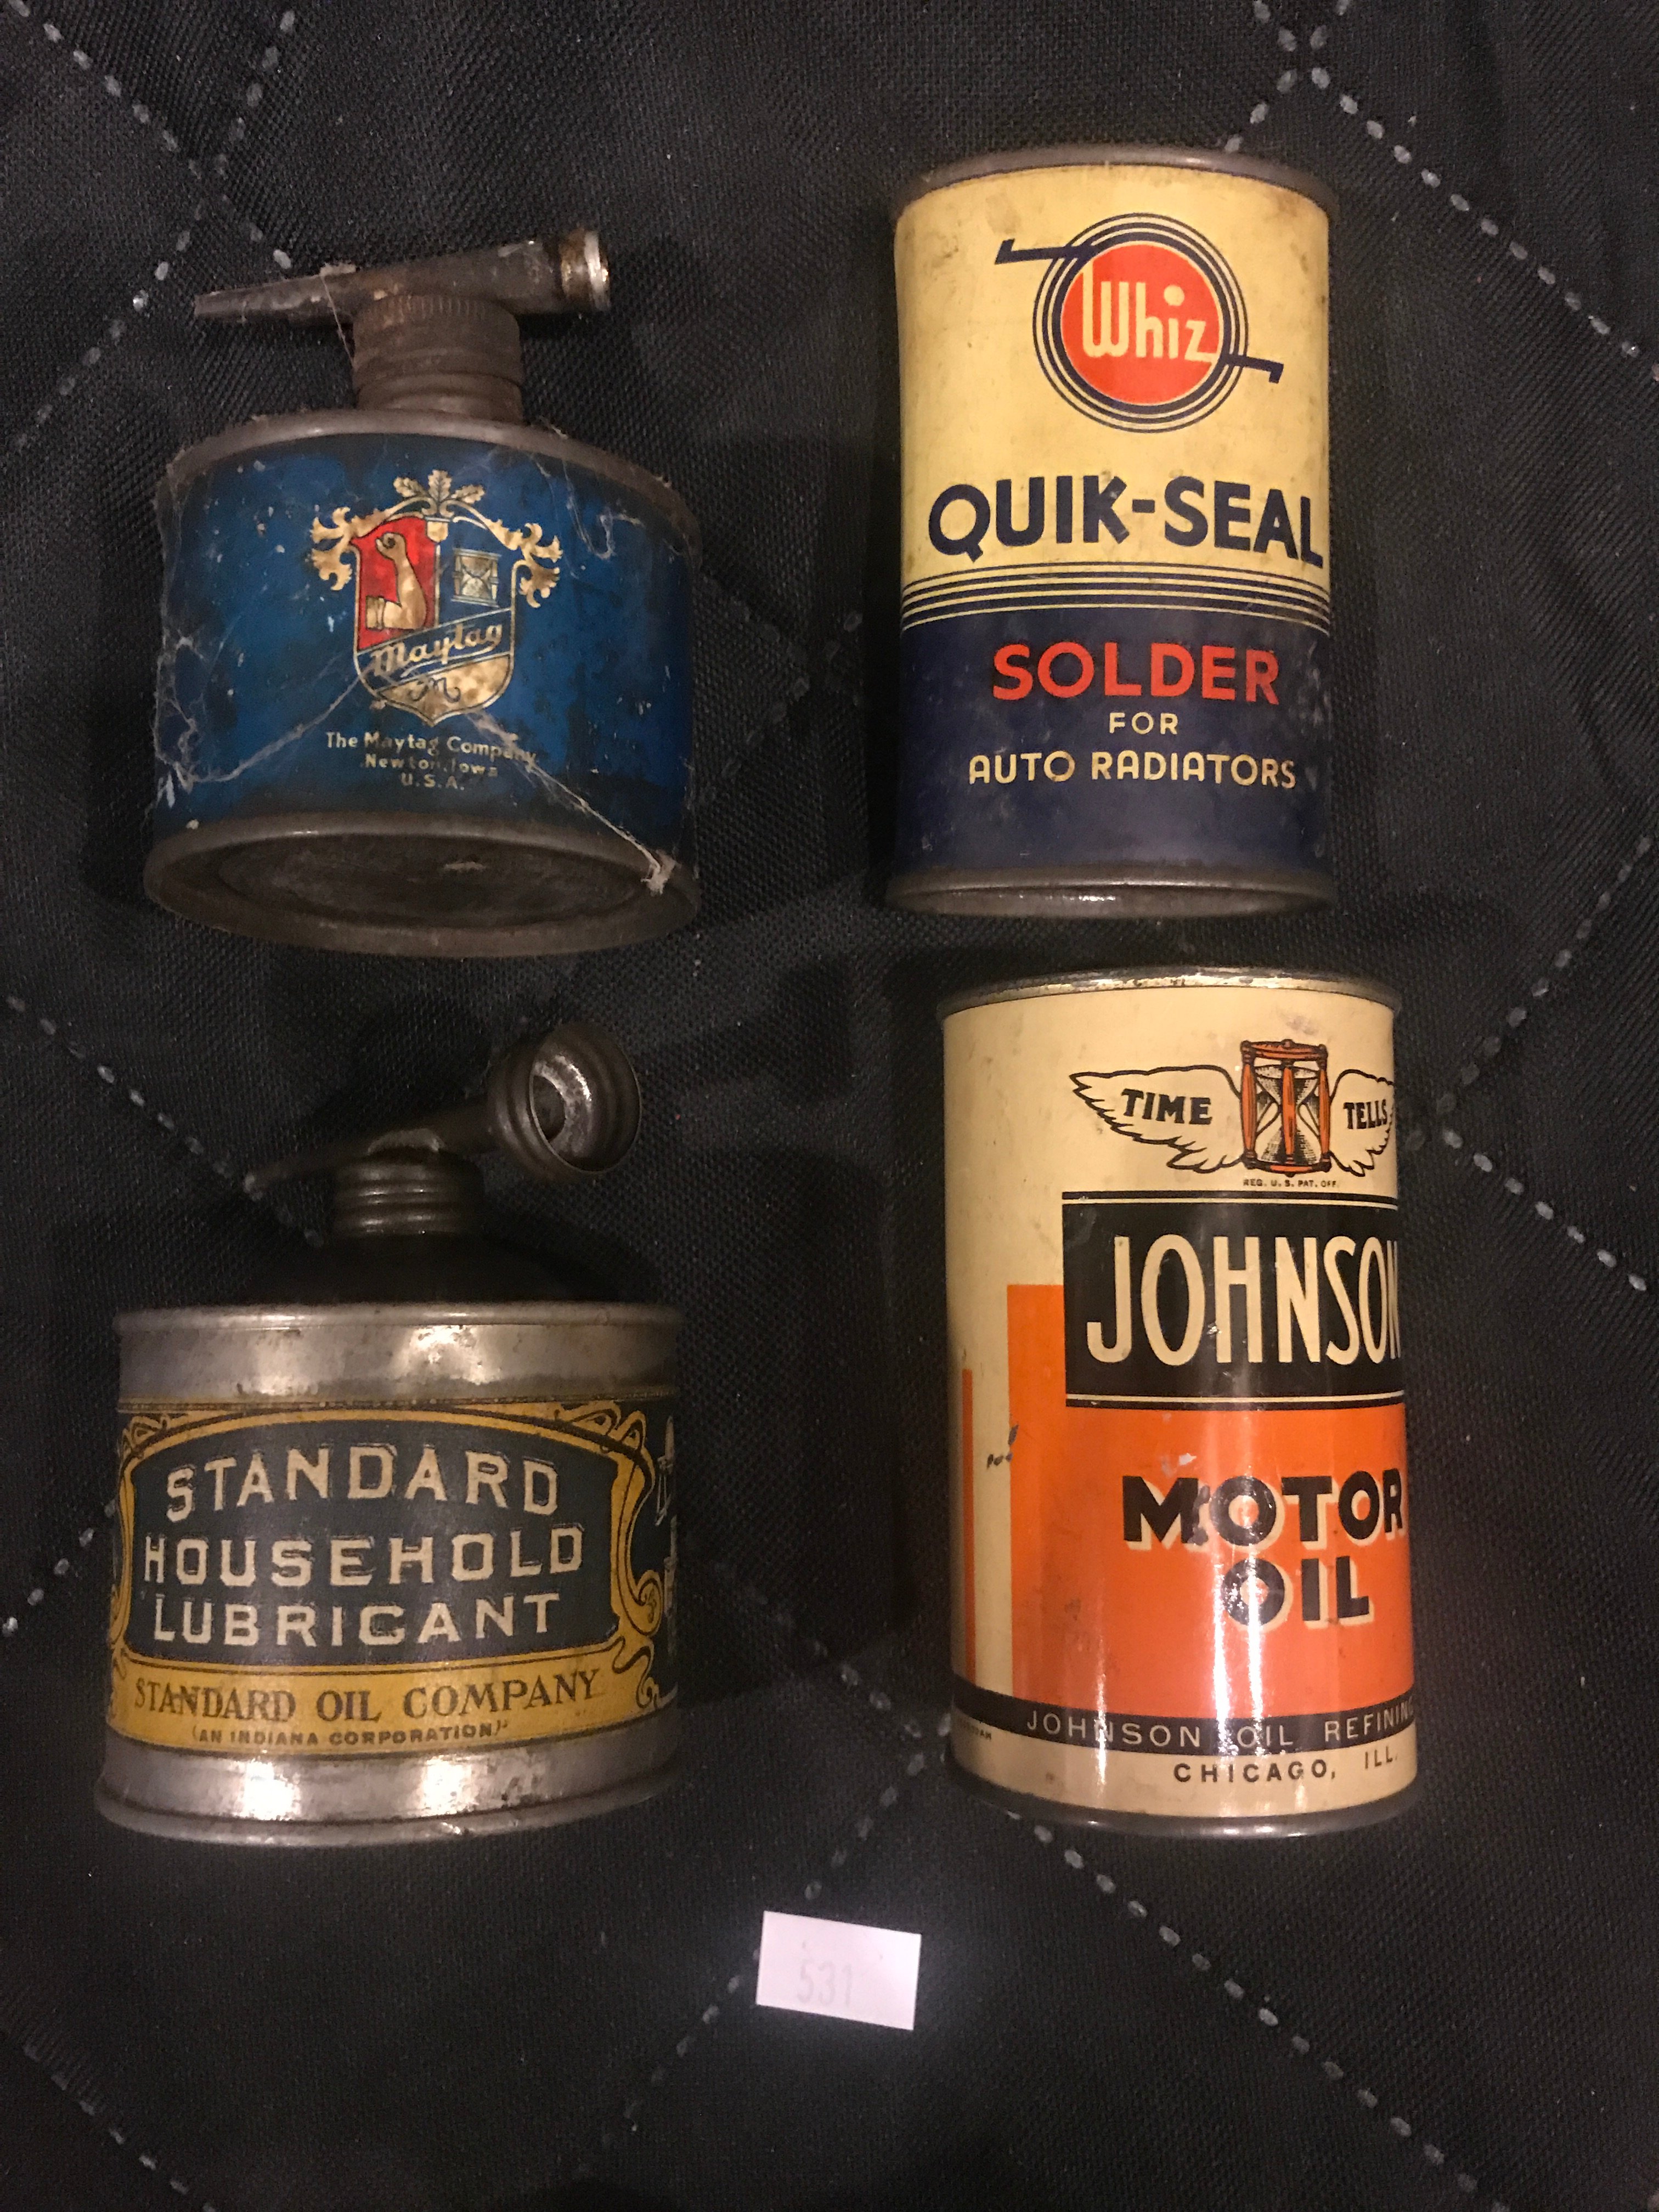 Maytag
M
The Maytag Company
Newton, Iowa
U.S.A.
Whiz
QUIK-SEAL
SOLDER
FOR
AUTO RADIATORS
STANDARD
HOUSEHOLD
LUBRICANT
STANDARD OIL COMPANY
(AN INDIANA CORPORATION)
TIME TELLS
REG. U.S. PAT. OFF.
JOHNSON
MOTOR
OIL
JOHNSON OIL REFINING
CHICAGO, ILL.
531